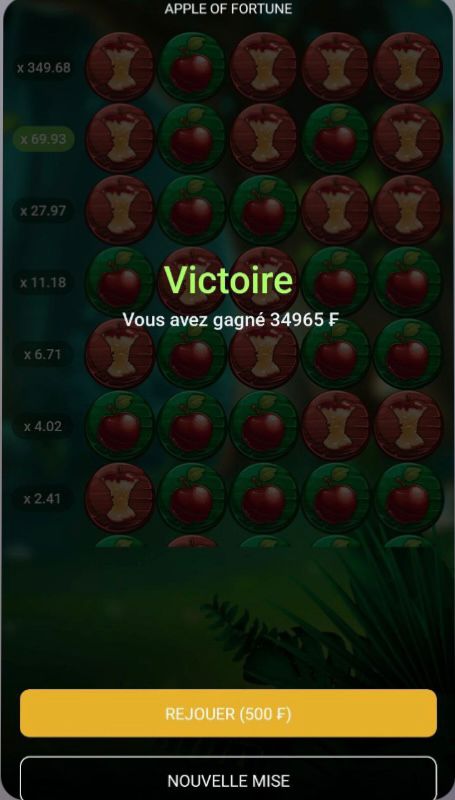 APPLE OF FORTUNE
x 349.68
x 69.93
x 27.97
x 11.18
Victoire
Vous avez gagné 34965 ₣
x 6.71
x 4.02
x 2.41
REJOUER (500 ₣)
NOUVELLE MISE